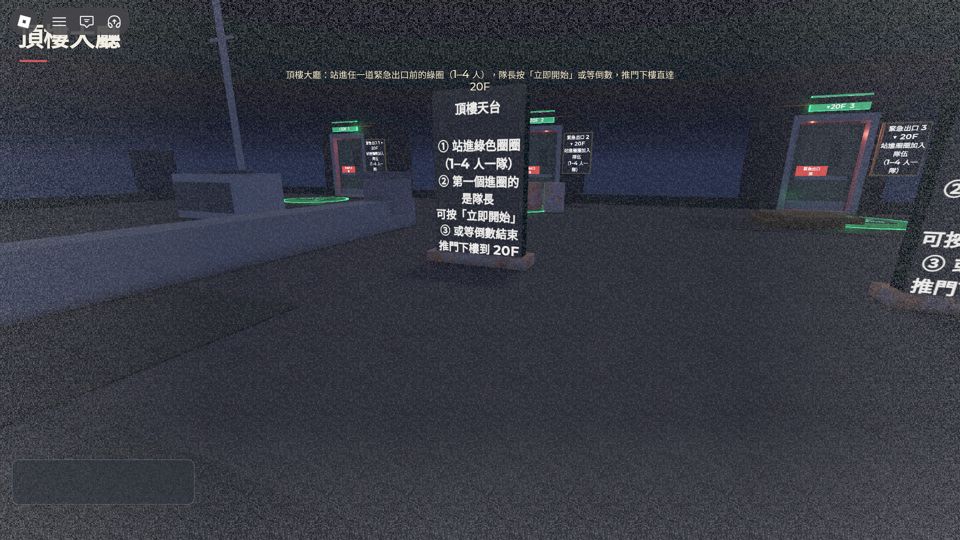 頂樓大廳
頂樓大廳：站進任一道緊急出口前的綠圈（1–4 人），隊長按「立即開始」或等倒數，推門下樓直達
20F
頂樓天台
① 站進綠色圈圈
（1–4 人一隊）
② 第一個進圈的
是隊長
可按「立即開始」
③ 或等倒數結束
推門下樓到 20F
緊急出口 2
▼ 20F
站進圈圈加入
隊伍
（1–4 人一
隊）
▼20F 3
緊急出口
緊急出口 3
▼ 20F
站進圈圈加入
隊伍
（1–4 人一
隊）
②
可按
③
推門